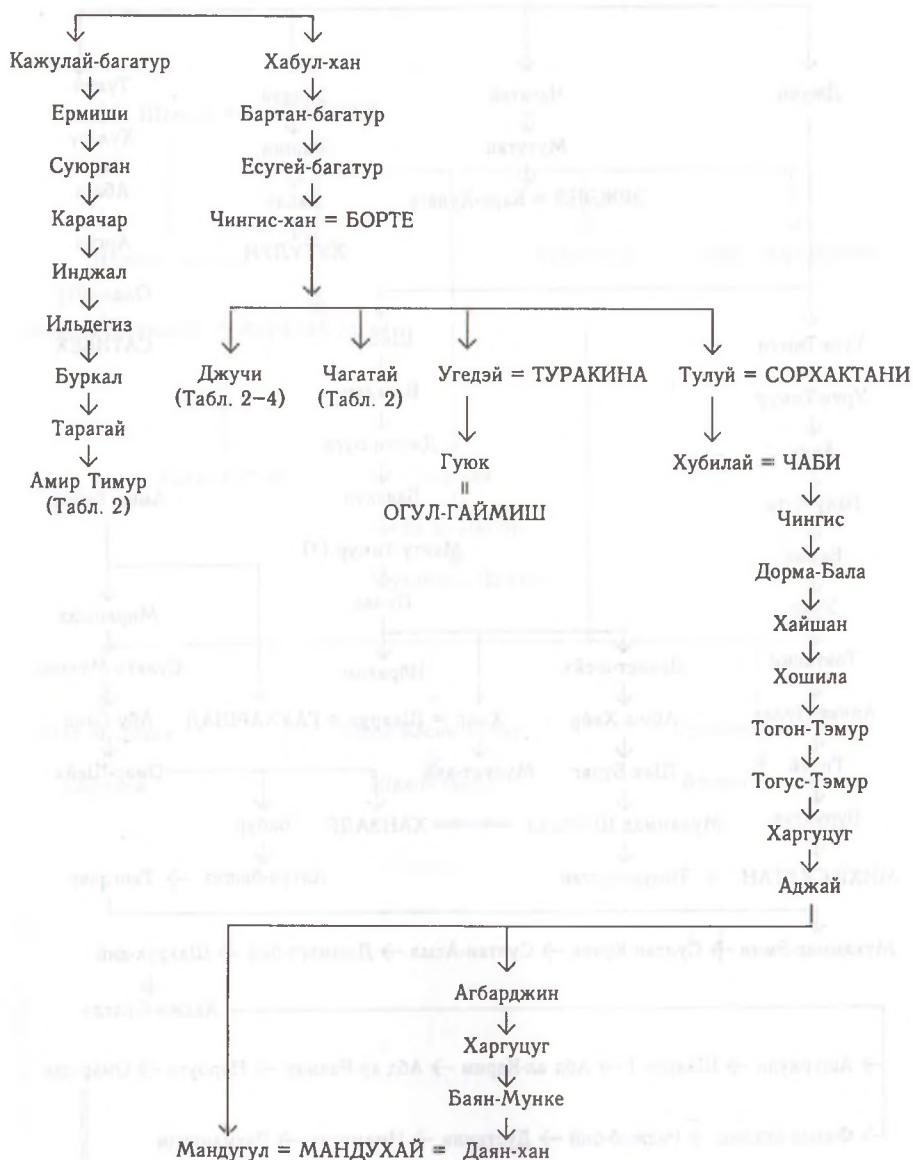 Кажулай-багатур Хабул-хан
Ермиши Бартан-багатур
Суюрган Есугей-багатур
Карачар Чингис-хан = БОРТЕ
Инджал
Ильдегиз
Буркал Джучи Чагатай Угедэй = ТУРАКИНА Тулуй = СОРХАКТАНИ
(Табл. 2–4) (Табл. 2)
Тарагай
Гуюк Хубилай = ЧАБИ
Амир Тимур =
(Табл. 2) ОГУЛ-ГАЙМИШ
Чингис
Дорма-Бала
Хайшан
Хошила
Тогон-Тэмур
Тогус-Тэмур
Харгуцуг
Аджай
Агбарджин
Харгуцуг
Баян-Мунке
Мандугул = МАНДУХАЙ = Даян-хан